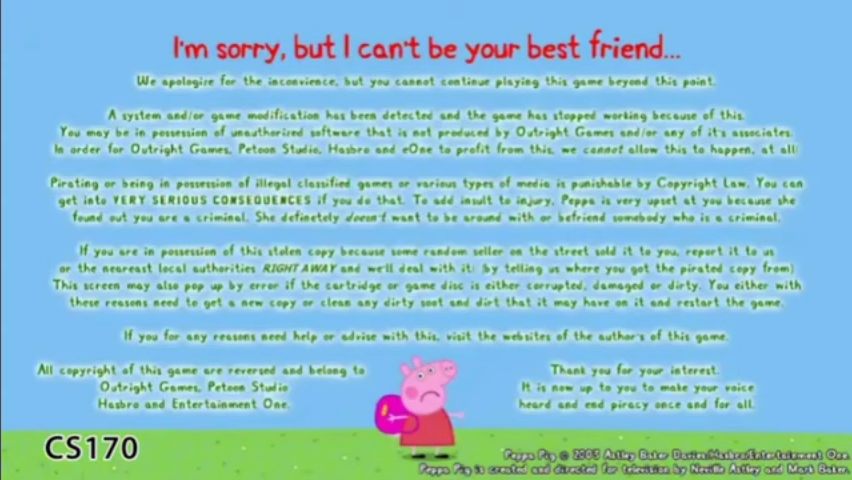 I'm sorry, but I can't be your best friend...
We apologize for the inconvience, but you cannot continue playing this game beyond this point.
A system and/or game modification has been detected and the game has stopped working because of this.
You may be in possession of unauthorized software that is not produced by Outright Games and/or any of it's associates.
In order for Outright Games, Petoon Studio, Hasbro and eOne to profit from this, we cannot allow this to happen, at all!
Pirating or being in possession of illegal classified games or various types of media is punishable by Copyright Law. You can
get into VERY SERIOUS CONSEQUENCES if you do that. To add insult to injury, Peppa is very upset at you because she
found out you are a criminal. She definetely doesn't want to be around with or befriend somebody who is a criminal.
If you are in possession of this stolen copy because some random seller on the street sold it to you, report it to us
or the nearest local authorities RIGHT AWAY and we'll deal with it! (by telling us where you got the pirated copy from)
This screen may also pop up by error if the cartridge or game disc is either corrupted, damaged or dirty. You either with
these reasons need to get a new copy or clean any dirty soot and dirt that it may have on it and restart the game.
If you for any reasons need help or advise with this, visit the websites of the author's of this game.
All copyright of this game are reversed and belong to
Outright Games, Petoon Studio
Hasbro and Entertainment One.
Thank you for your interest.
It is now up to you to make your voice
heard and end piracy once and for all.
CS170
Peppa Pig © 2003 Astley Baker Davies/Hasbro/Entertainment One.
Peppa Pig is created and directed for television by Neville Astley and Mark Baker.